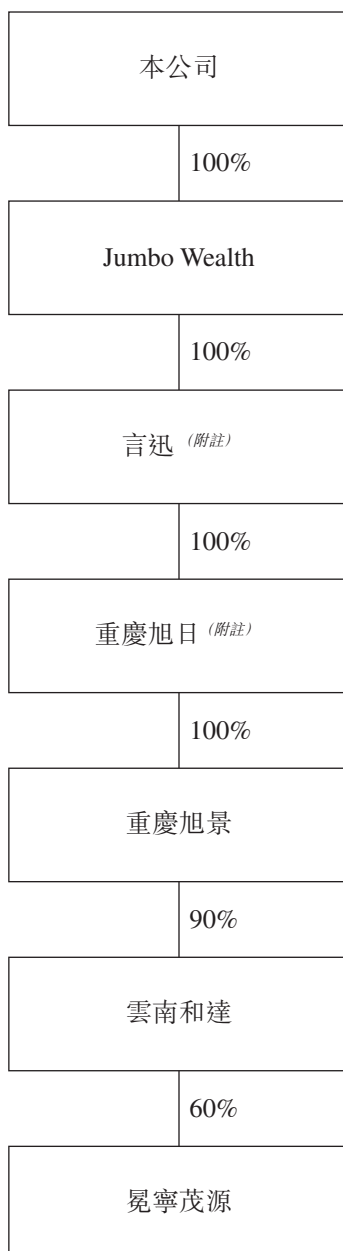 本公司
100%
Jumbo Wealth
100%
言迅 (附註)
100%
重慶旭日 (附註)
100%
重慶旭景
90%
雲南和達
60%
冕寧茂源